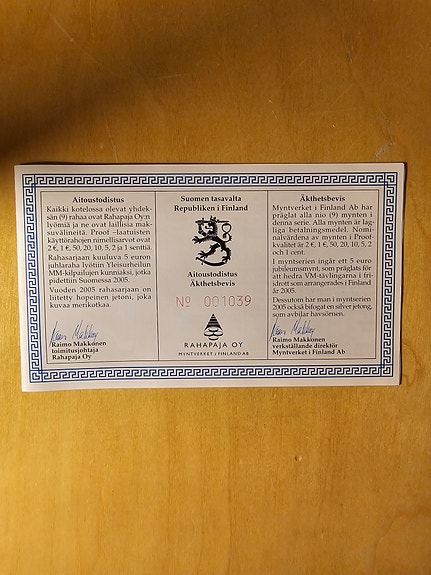 Aitoustodistus
Kaikki kotelossa olevat yhdek-
sän (9) rahaa ovat Rahapaja Oy:n
lyömiä ja ne ovat laillisia mak-
suvälineitä. Proof -laatuisten
käyttörahojen nimellisarvot ovat
2 €, 1 €, 50, 20, 10, 5, 2 ja 1 senttiä.
Rahasarjaan kuuluva 5 euron
juhlaraha lyötiin Yleisurheilun
MM-kilpailujen kunniaksi, jotka
pidettiin Suomessa 2005.
Vuoden 2005 rahasarjaan on
liitetty hopeinen jetoni, joka
kuvaa merikotkaa.
Raimo Makkonen
toimitusjohtaja
Rahapaja Oy
Suomen tasavalta
Republiken i Finland
Aitoustodistus
Äkthetsbevis
No 001039
RAHAPAJA OY
MYNTVERKET I FINLAND AB
Äkthetsbevis
Myntverket i Finland Ab har
präglat alla nio (9) mynten i
denna serie. Alla mynten är lag-
liga betalningsmedel. Nomi-
nalvärdena av mynten i Proof-
kvalitet är 2 €, 1 €, 50, 20, 10, 5, 2
och 1 cent.
I myntserien ingår ett 5 euro
jubileumsmynt, som präglats för
att hedra VM-tävlingarna i fri-
idrott som arrangerades i Finland
år 2005.
Dessutom har man i myntserien
2005 också bifogat en silver jetong,
som avbilar havsörnen.
Raimo Makkonen
verkställande direktör
Myntverket i Finland Ab